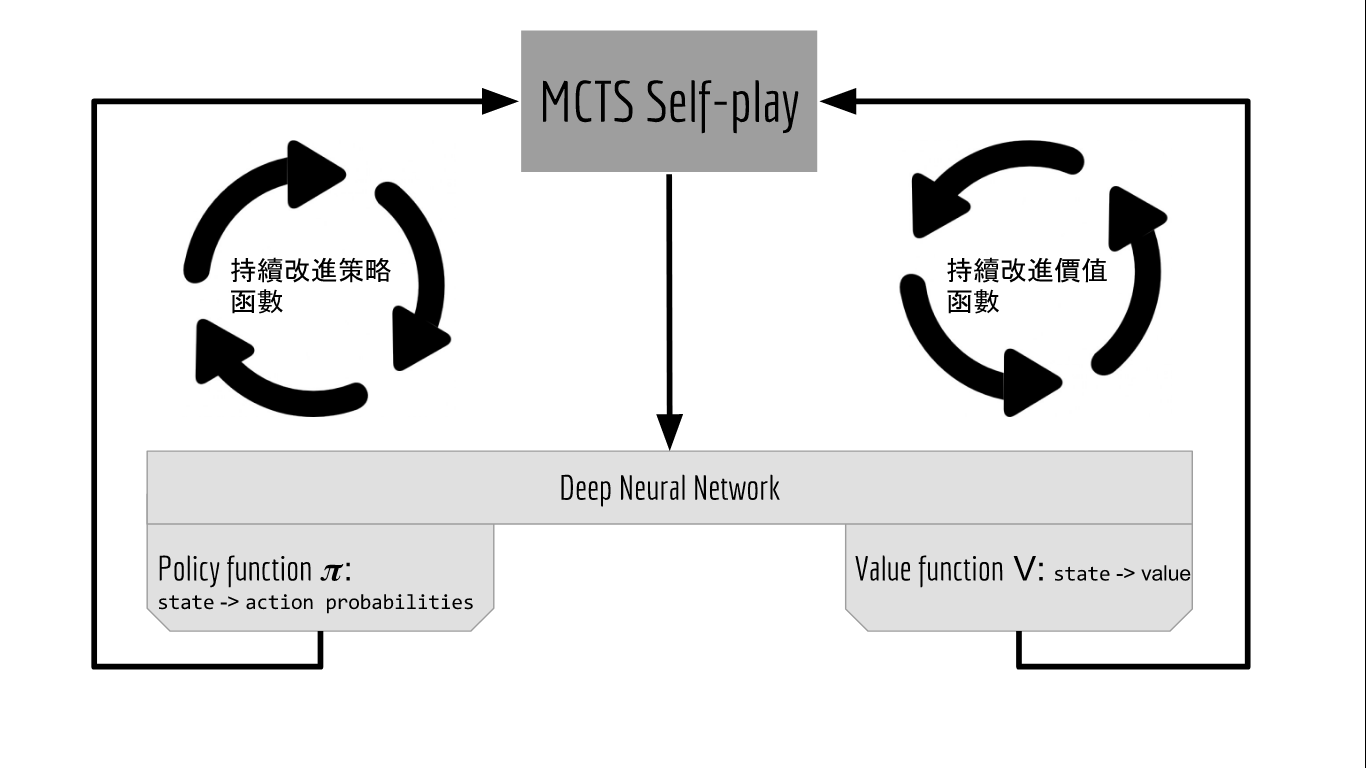 MCTS Self-play
持續改進策略
函數
持續改進價值
函數
Deep Neural Network
Policy function π:
state -> action probabilities
Value function V: state -> value